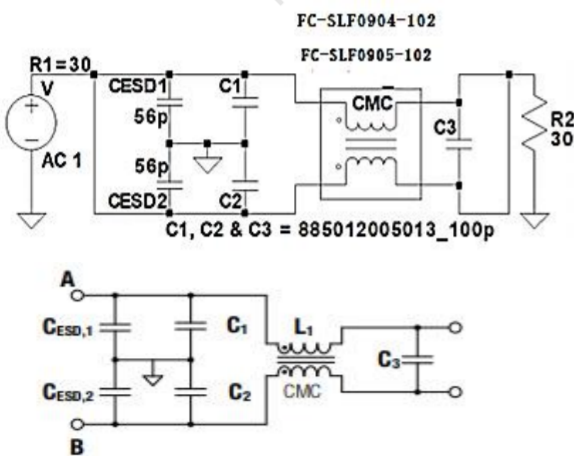 FC-SLF0904-102
FC-SLF0905-102
R1=30
V
AC 1
CESD1
56p
56p
CESD2
C1
C2
CMC
C3
R2
30
C1, C2 & C3 = 885012005013_100p
A
CESD,1
C1
L1
CESD,2
C2
CMC
C3
B